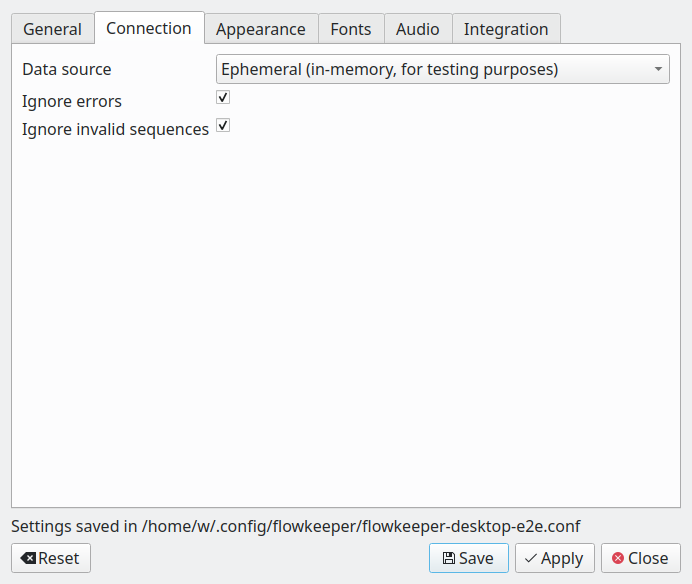 General Connection Appearance Fonts Audio Integration
Data source Ephemeral (in-memory, for testing purposes)
Ignore errors
Ignore invalid sequences
Settings saved in /home/w/.config/flowkeeper/flowkeeper-desktop-e2e.conf
Reset Save Apply Close